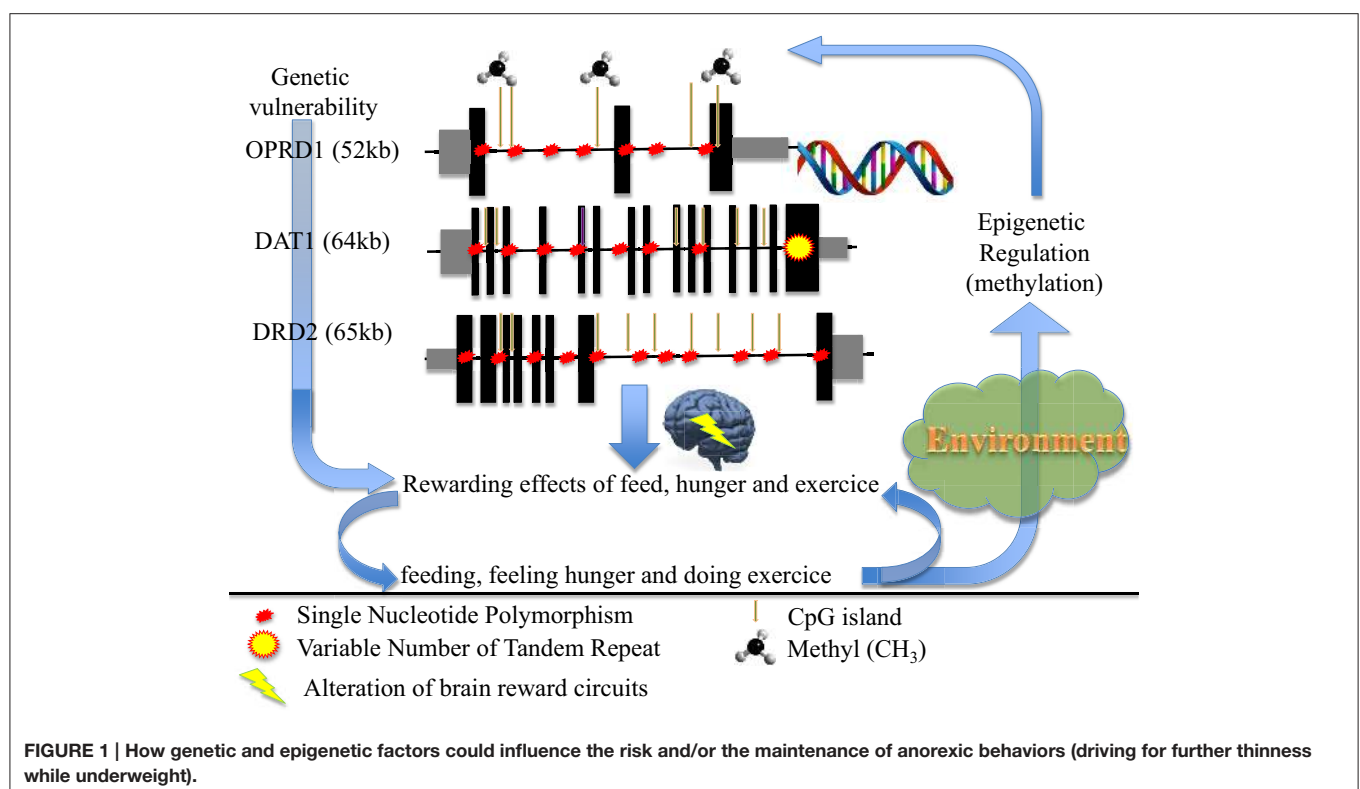 Genetic
vulnerability
OPRD1 (52kb)
DAT1 (64kb)
DRD2 (65kb)
Epigenetic
Regulation
(methylation)
Environment
Rewarding effects of feed, hunger and exercice
feeding, feeling hunger and doing exercice
Single Nucleotide Polymorphism
Variable Number of Tandem Repeat
Alteration of brain reward circuits
CpG island
Methyl (CH₃)
FIGURE 1 | How genetic and epigenetic factors could influence the risk and/or the maintenance of anorexic behaviors (driving for further thinness
while underweight).